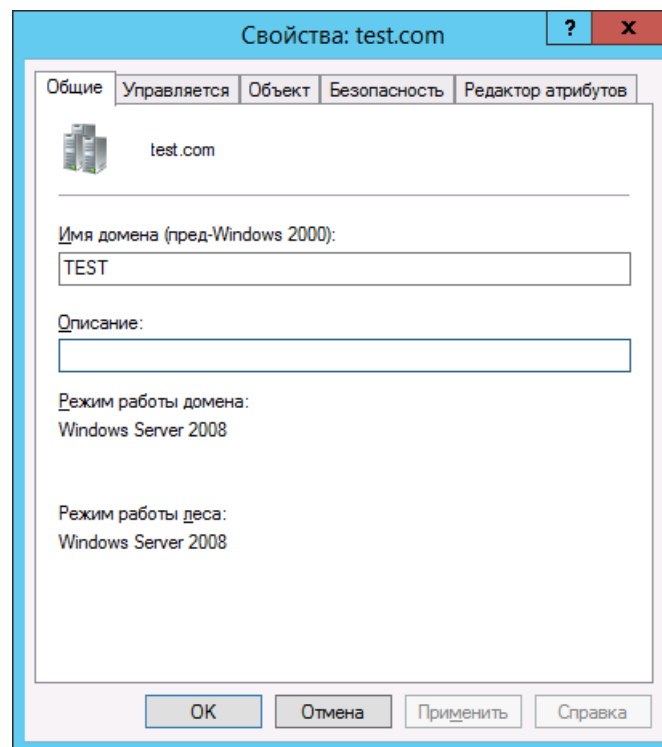 Свойства: test.com
?
x
Общие Управляется Объект Безопасность Редактор атрибутов
test.com
Имя домена (пред-Windows 2000):
TEST
Описание:
Режим работы домена:
Windows Server 2008
Режим работы леса:
Windows Server 2008
OK Отмена Применить Справка